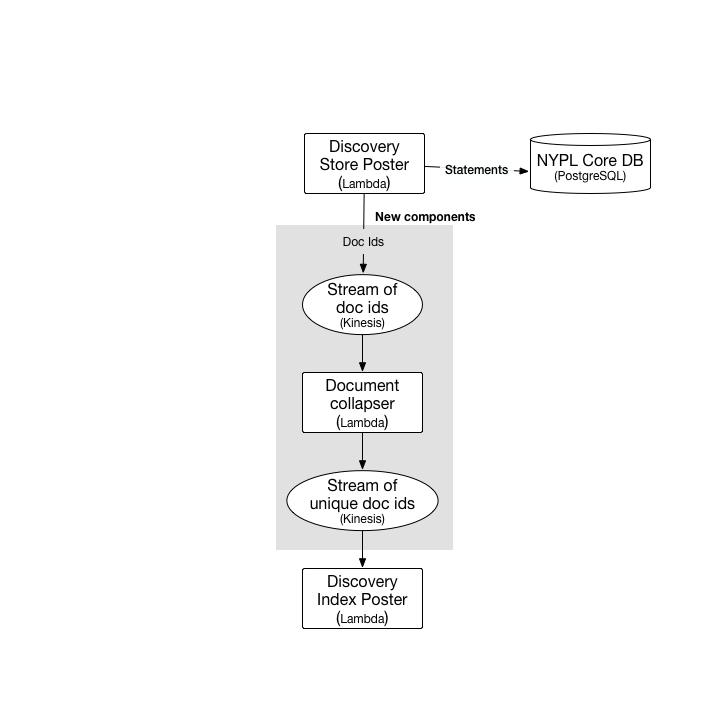 Discovery
Store Poster
(Lambda)
Statements
NYPL Core DB
(PostgreSQL)
New components
Doc Ids
Stream of
doc ids
(Kinesis)
Document
collapser
(Lambda)
Stream of
unique doc ids
(Kinesis)
Discovery
Index Poster
(Lambda)